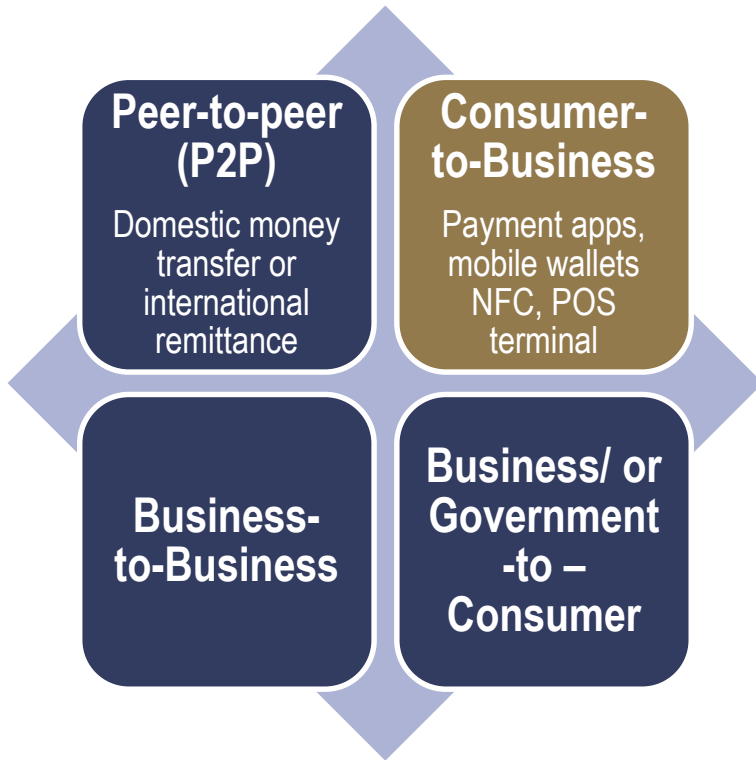 Peer-to-peer
(P2P)
Domestic money
transfer or
international
remittance
Consumer-
to-Business
Payment apps,
mobile wallets
NFC, POS
terminal
Business-
to-Business
Business/ or
Government
-to –
Consumer